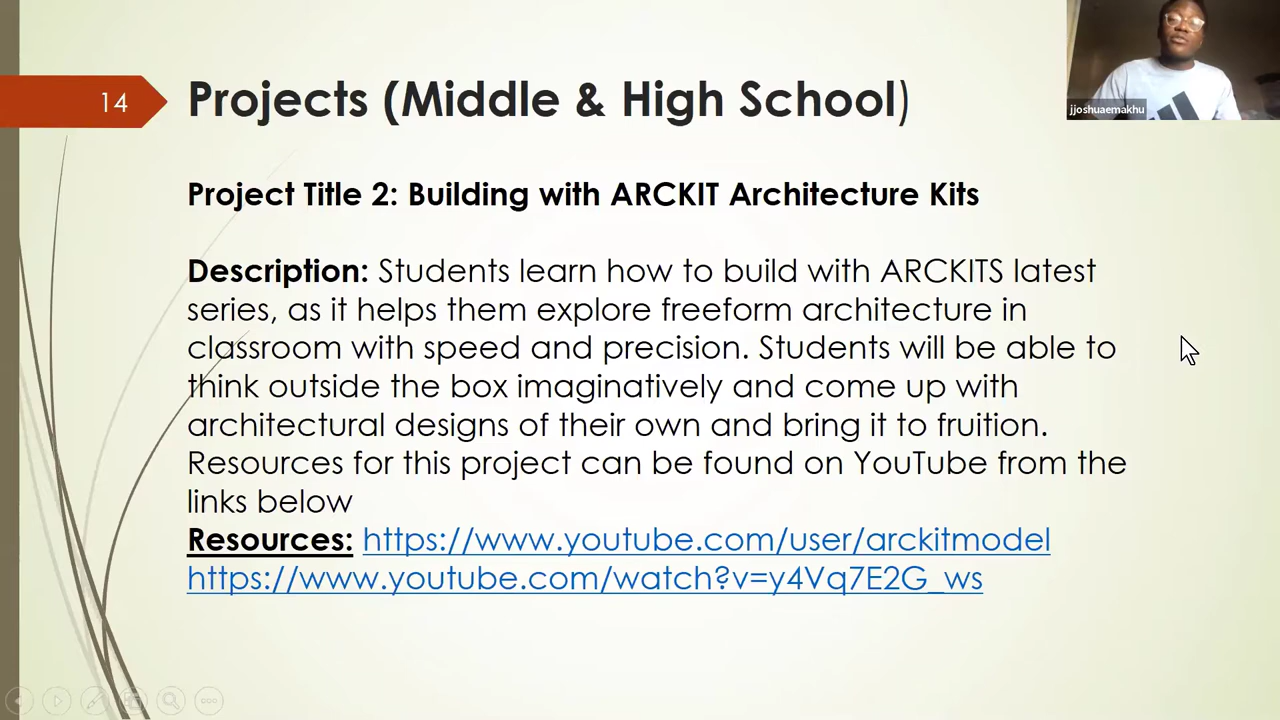 14
Projects (Middle & High School)
jjoshuaemakhu
Project Title 2: Building with ARCKIT Architecture Kits
Description: Students learn how to build with ARCKITS latest
series, as it helps them explore freeform architecture in
classroom with speed and precision. Students will be able to
think outside the box imaginatively and come up with
architectural designs of their own and bring it to fruition.
Resources for this project can be found on YouTube from the
links below
Resources: https://www.youtube.com/user/arckitmodel
https://www.youtube.com/watch?v=y4Vq7E2G_ws